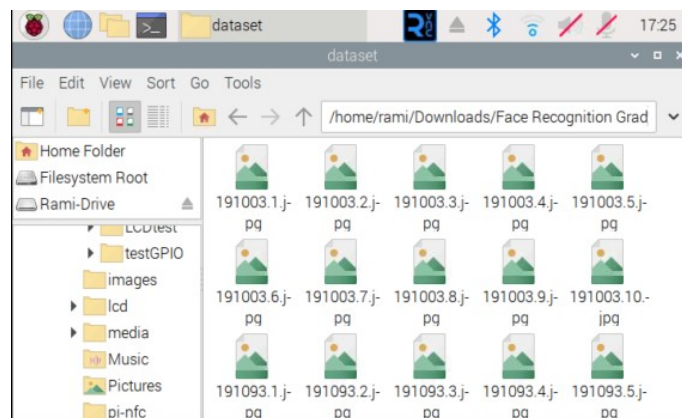 dataset
17:25
dataset
File Edit View Sort Go Tools
/home/rami/Downloads/Face Recognition Grad
Home Folder
Filesystem Root
Rami-Drive
LCDtest
testGPIO
images
lcd
media
Music
Pictures
pi-nfc
191003.1.j-
pg
191003.2.j-
pg
191003.3.j-
pg
191003.4.j-
pg
191003.5.j-
pg
191003.6.j-
pg
191003.7.j-
pg
191003.8.j-
pg
191003.9.j-
pg
191003.10.-
jpg
191093.1.j-
pg
191093.2.j-
pg
191093.3.j-
pg
191093.4.j-
pg
191093.5.j-
pg